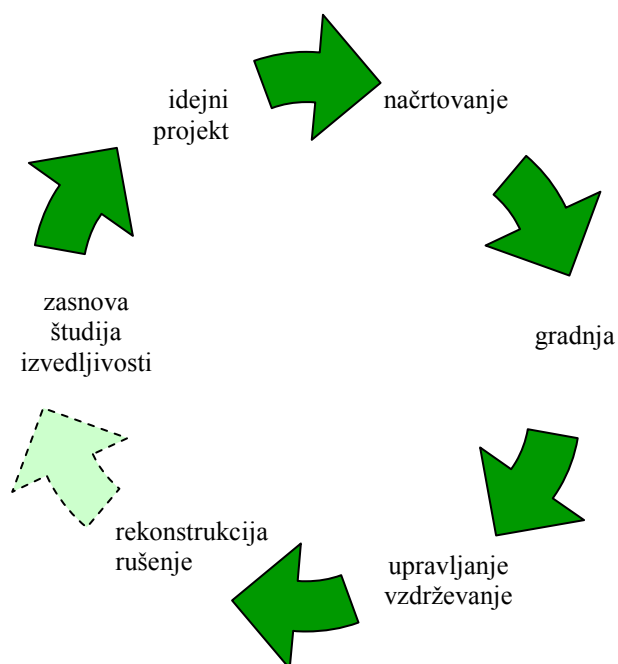 idejni
projekt
načrtovanje
gradnja
upravljanje
vzdrževanje
rekonstrukcija
rušenje
zasnova
študija
izvedljivosti